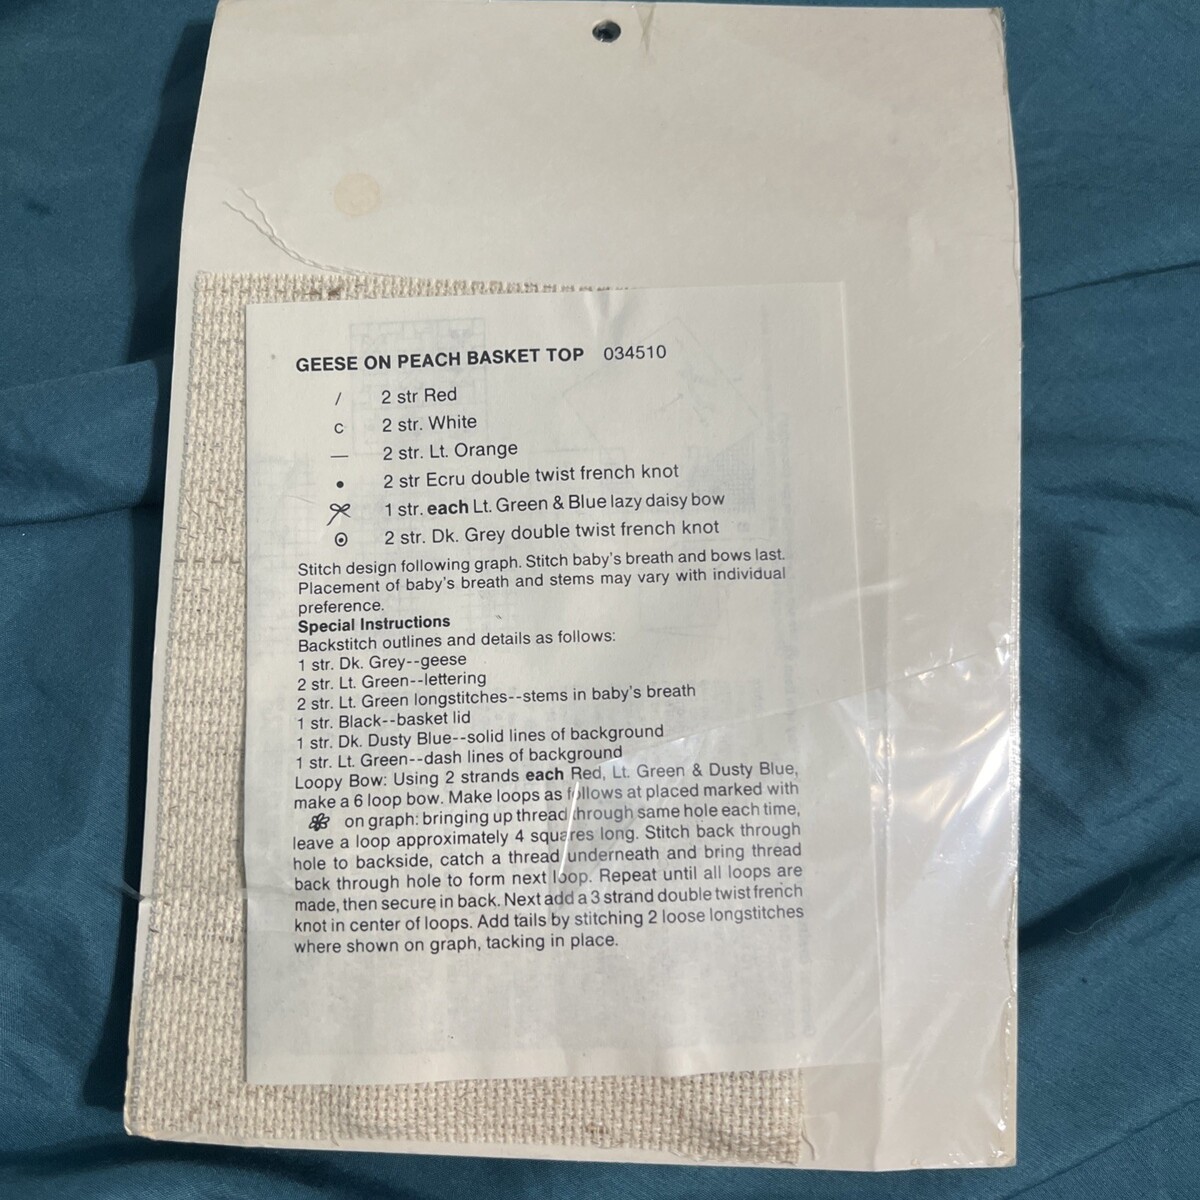 GEESE ON PEACH BASKET TOP 034510
/ 2 str Red
c 2 str. White
— 2 str. Lt. Orange
• 2 str Ecru double twist french knot
1 str. each Lt. Green & Blue lazy daisy bow
2 str. Dk. Grey double twist french knot
Stitch design following graph. Stitch baby's breath and bows last.
Placement of baby's breath and stems may vary with individual
preference.
Special Instructions
Backstitch outlines and details as follows:
1 str. Dk. Grey--geese
2 str. Lt. Green--lettering
2 str. Lt. Green longstitches--stems in baby's breath
1 str. Black--basket lid
1 str. Dk. Dusty Blue--solid lines of background
1 str. Lt. Green--dash lines of background
Loopy Bow: Using 2 strands each Red, Lt. Green & Dusty Blue,
make a 6 loop bow. Make loops as follows at placed marked with
on graph: bringing up thread through same hole each time,
leave a loop approximately 4 squares long. Stitch back through
hole to backside, catch a thread underneath and bring thread
back through hole to form next loop. Repeat until all loops are
made, then secure in back. Next add a 3 strand double twist french
knot in center of loops. Add tails by stitching 2 loose longstitches
where shown on graph, tacking in place.